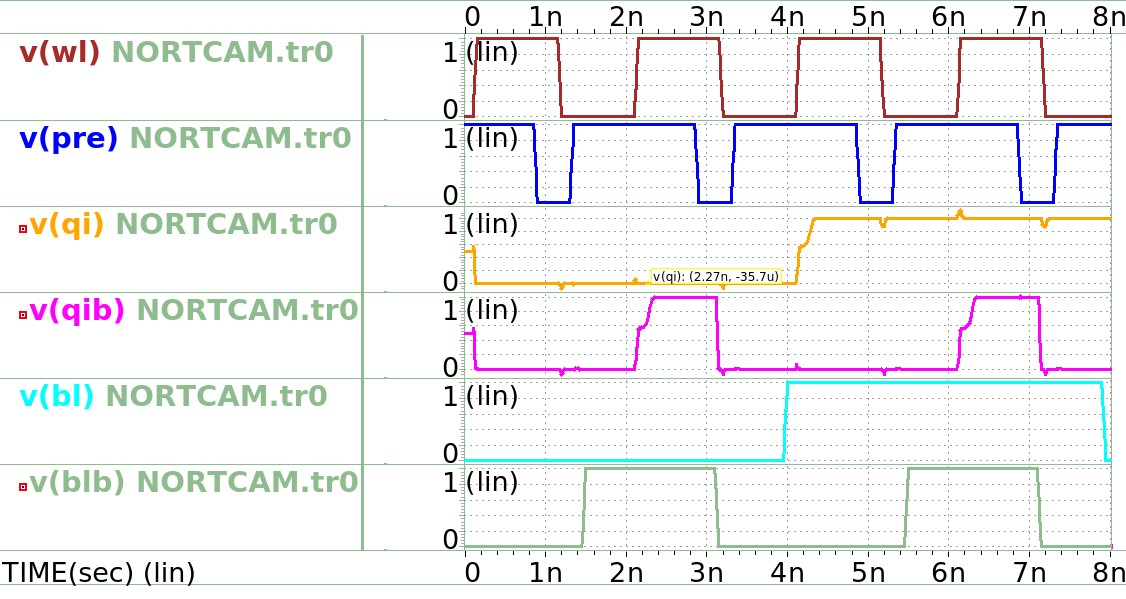 0 1n 2n 3n 4n 5n 6n 7n 8n
v(wl) NORTCAM.tr0 1 (lin)
0
v(pre) NORTCAM.tr0 1 (lin)
0
v(qi) NORTCAM.tr0 1 (lin)
v(qi): (2.27n, -35.7u)
0
v(qib) NORTCAM.tr0 1 (lin)
0
v(bl) NORTCAM.tr0 1 (lin)
0
v(blb) NORTCAM.tr0 1 (lin)
0
TIME(sec) (lin) 0 1n 2n 3n 4n 5n 6n 7n 8n